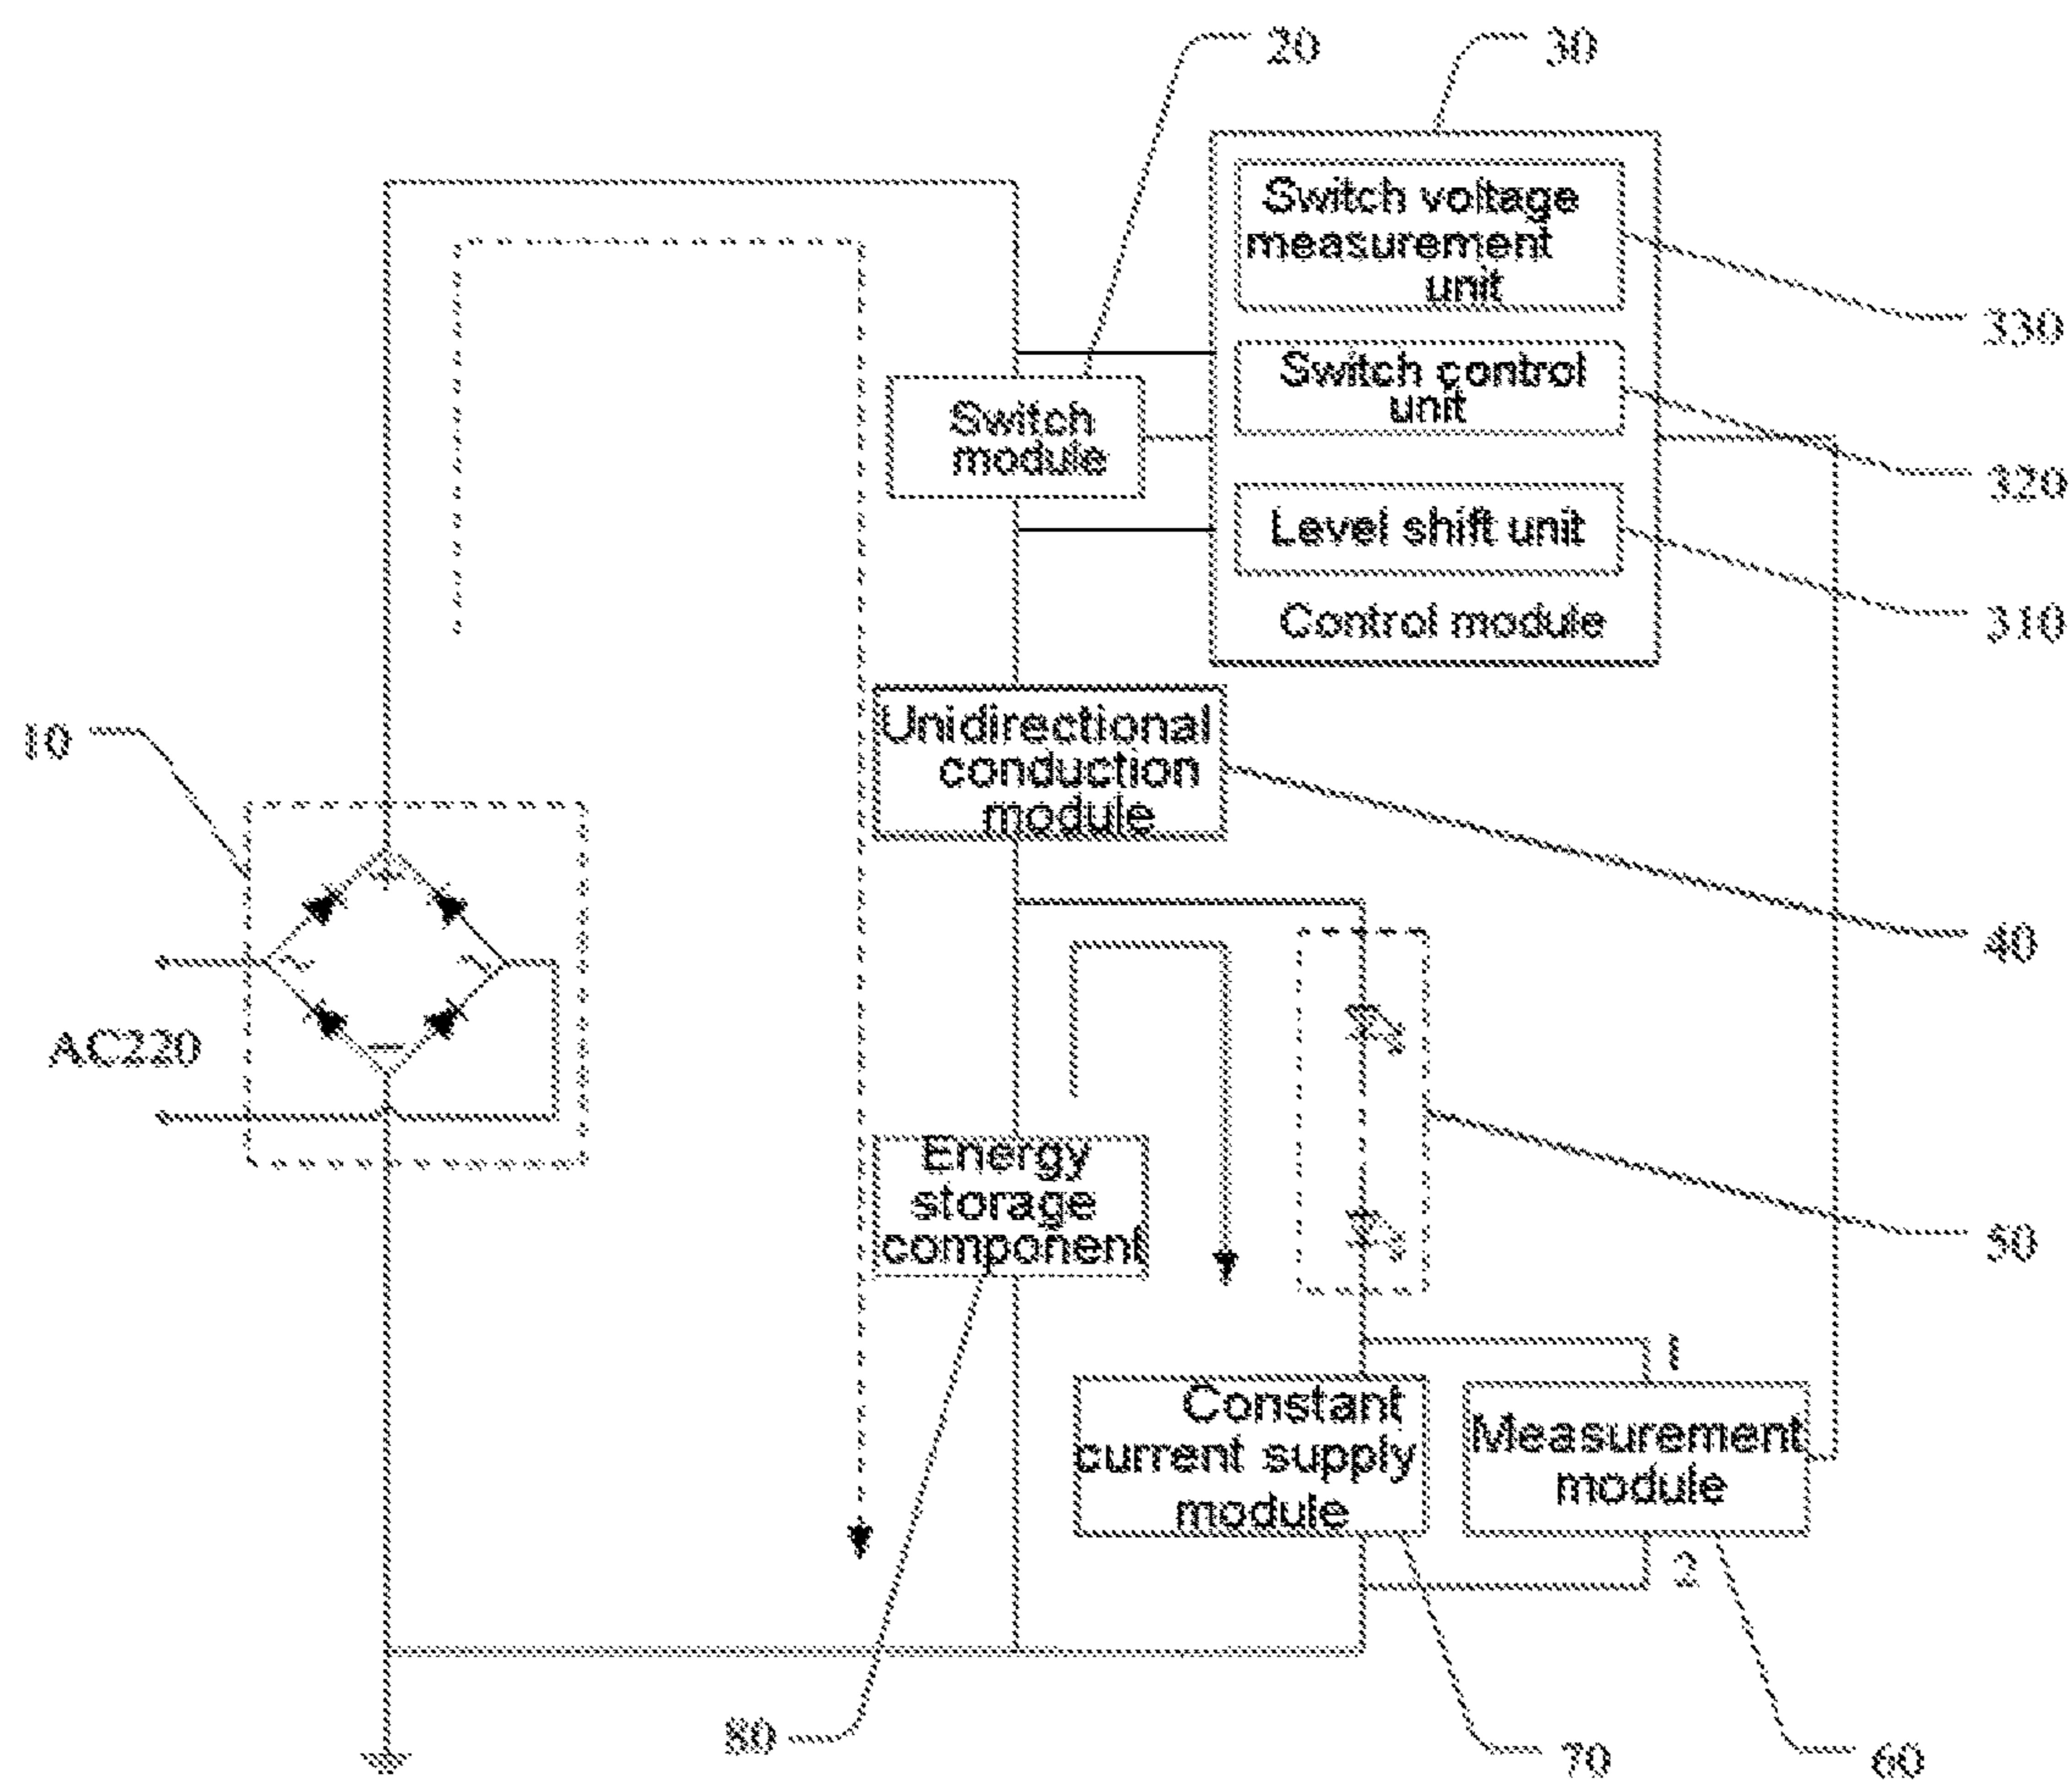 20
30
Switch voltage
measurement
unit
330
Switch control
unit
Switch
module
320
Level shift unit
310
Control module
Unidirectional
conduction
module
10
40
AC220
Energy
storage
component
50
1
Constant
current supply
module
Measurement
module
2
80
70
60